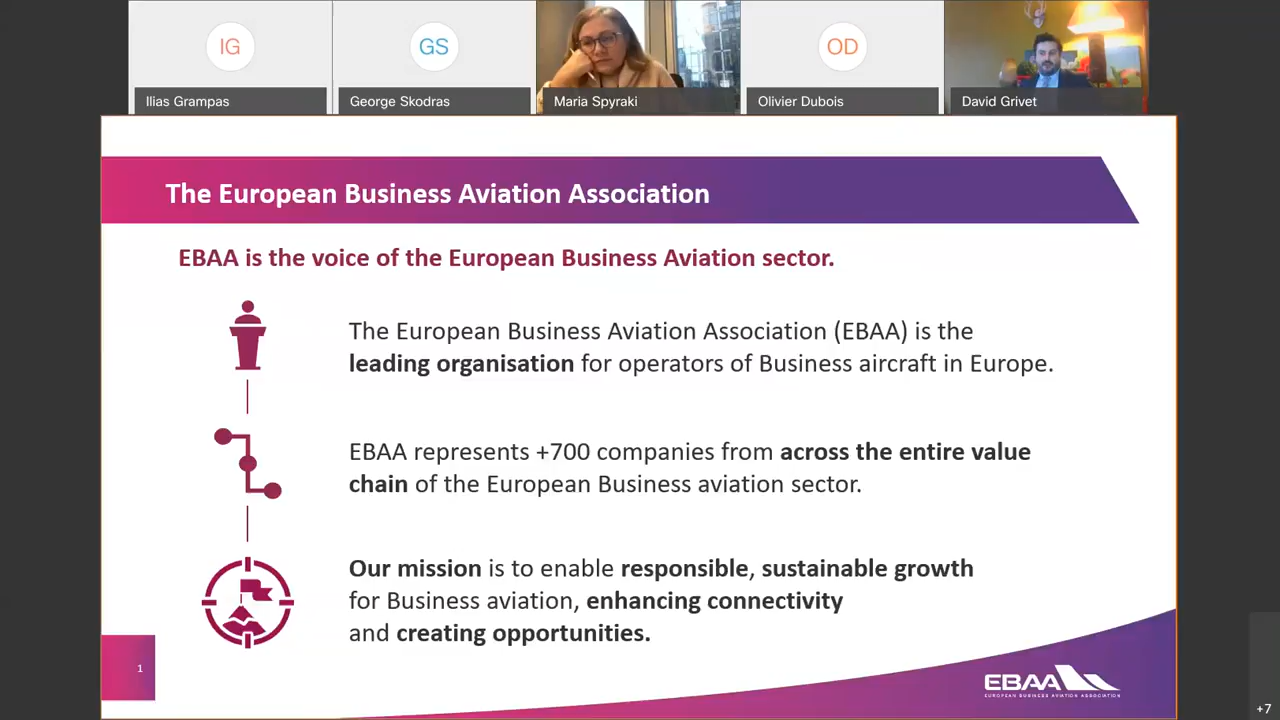 IG
GS
OD
Ilias Grampas
George Skodras
Maria Spyraki
Olivier Dubois
David Grivet
The European Business Aviation Association
EBAA is the voice of the European Business Aviation sector.
The European Business Aviation Association (EBAA) is the
leading organisation for operators of Business aircraft in Europe.
EBAA represents +700 companies from across the entire value
chain of the European Business aviation sector.
Our mission is to enable responsible, sustainable growth
for Business aviation, enhancing connectivity
and creating opportunities.
1
EBAA
EUROPEAN BUSINESS AVIATION ASSOCIATION
+7